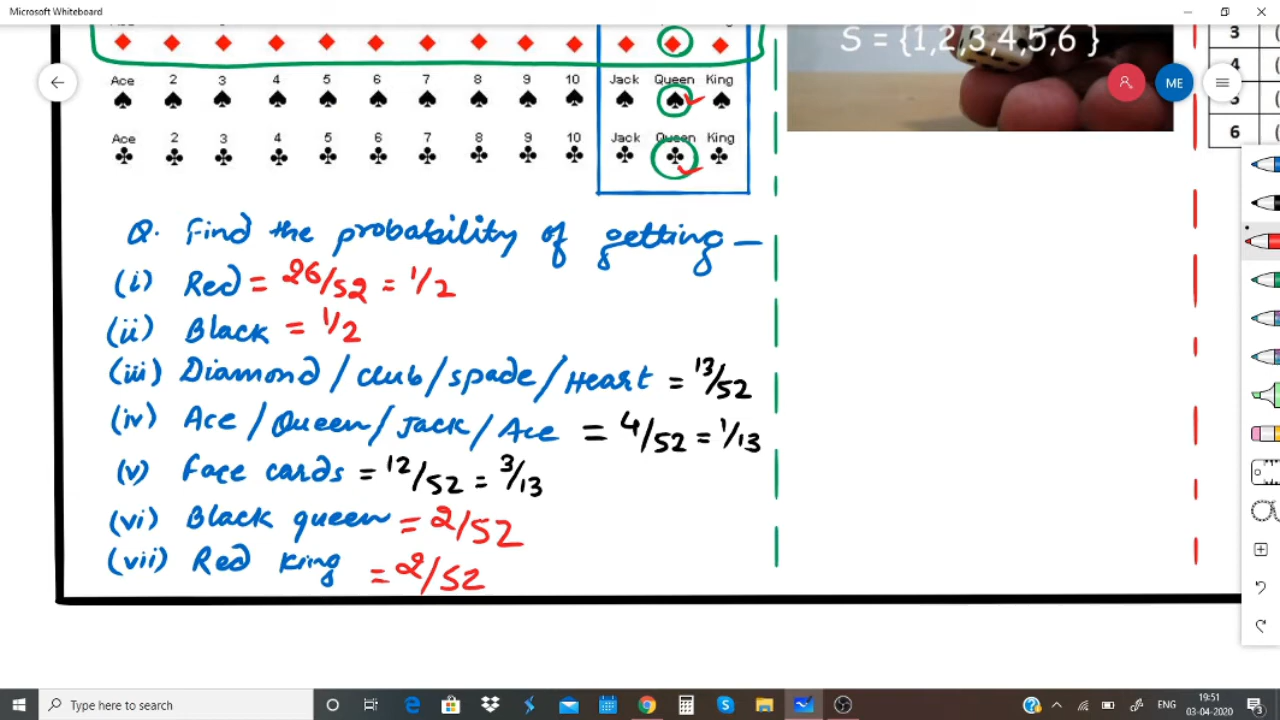 Microsoft Whiteboard
S = {1,2,3,4,5,6 }
3
4
6
ME
Ace 2 3 4 5 6 7 8 9 10 Jack Queen King
Ace 2 3 4 5 6 7 8 9 10 Jack Queen King
Q. Find the probability of getting —
(i) Red = 26/52 = 1/2
(ii) Black = 1/2
(iii) Diamond / club / spade / Heart = 13/52
(iv) Ace / Queen / Jack / Ace = 4/52 = 1/13
(v) Face cards = 12/52 = 3/13
(vi) Black queen = 2/52
(vii) Red king = 2/52
Type here to search
ENG
19:51
03-04-2020